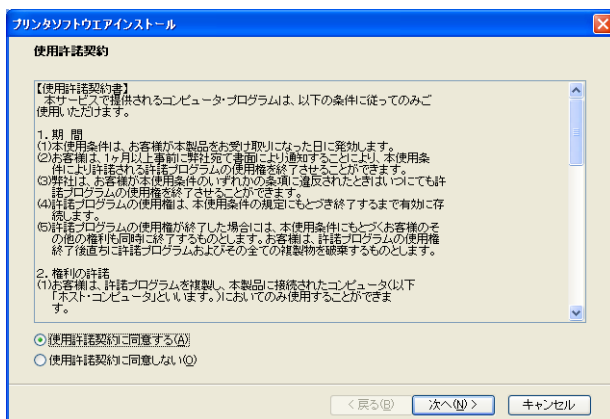 プリンタソフトウエアインストール
使用許諾契約
【使用許諾契約書】
本サービスで提供されるコンピュータ・プログラムは、以下の条件に従ってのみご
使用いただけます。
1. 期 間
(1)本使用条件は、お客様が本製品をお受け取りになった日に発効します。
(2)お客様は、1ヶ月以上事前に弊社宛て書面により通知することにより、本使用条
件により許諾される許諾プログラムの使用権を終了させることができます。
(3)弊社は、お客様が本使用条件のいずれかの条項に違反されたときはいつにても許
諾プログラムの使用権を終了させることができます。
(4)許諾プログラムの使用権は、本使用条件の規定にもとづき終了するまで有効に存
続します。
(5)許諾プログラムの使用権が終了した場合には、本使用条件にもとづくお客様のそ
の他の権利も同時に終了するものとします。お客様は、許諾プログラムの使用権
終了後直ちに許諾プログラムおよびその全ての複製物を破棄するものとします。
2. 権利の許諾
(1)お客様は、許諾プログラムを複製し、本製品に接続されたコンピュータ(以下
「ホスト・コンピュータ」といいます。)においてのみ使用することができま
す。
使用許諾契約に同意する(A)
使用許諾契約に同意しない(O)
< 戻る(B)
次へ(N) >
キャンセル